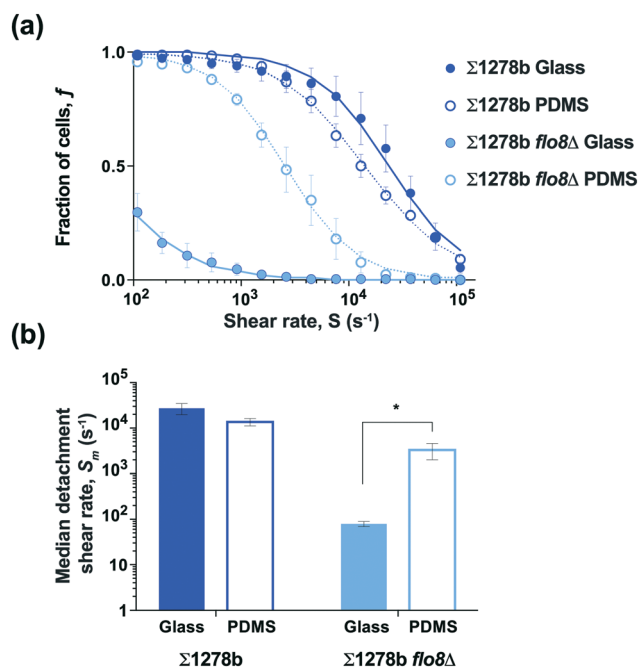 (a)
1.0
0.5
0.0
Fraction of cells, f
10² 10³ 10⁴ 10⁵
Shear rate, S (s⁻¹)
Σ1278b Glass
Σ1278b PDMS
Σ1278b flo8Δ Glass
Σ1278b flo8Δ PDMS
(b)
Median detachment
shear rate, Sₘ (s⁻¹)
10⁵
10⁴
10³
10²
10
1
*
Glass PDMS Glass PDMS
Σ1278b Σ1278b flo8Δ